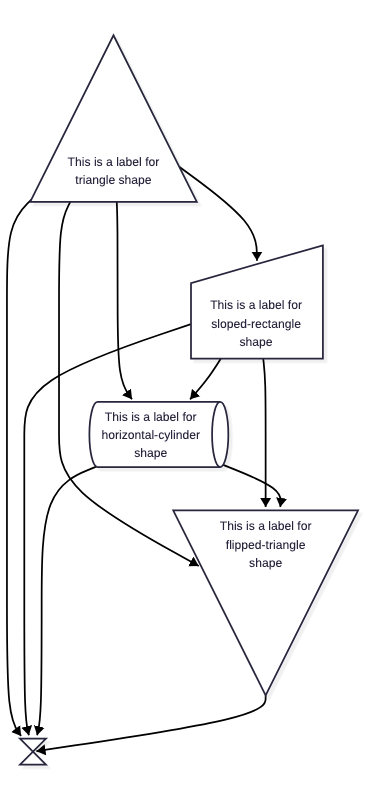 This is a label for
triangle shape
This is a label for
sloped-rectangle
shape
This is a label for
horizontal-cylinder
shape
This is a label for
flipped-triangle
shape